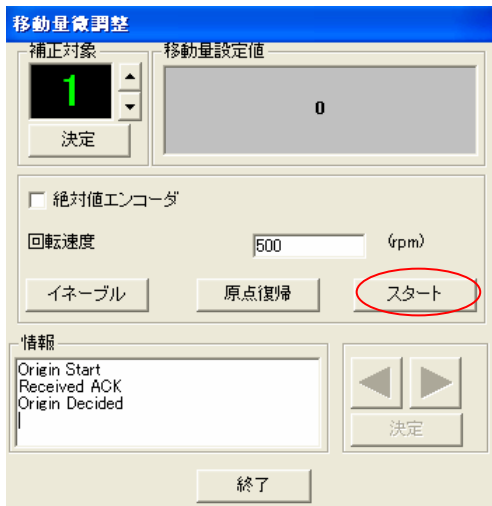 移動量微調整
補正対象
移動量設定値
1
0
決定
絶対値エンコーダ
回転速度 500 (rpm)
イネーブル 原点復帰 スタート
情報
Origin Start
Received ACK
Origin Decided
決定
終了